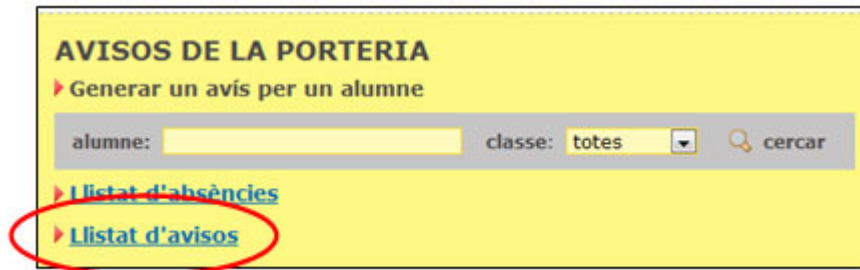 AVISOS DE LA PORTERIA
Generar un avís per un alumne
alumne: classe: totes cercar
Llistat d'absències
Llistat d'avisos